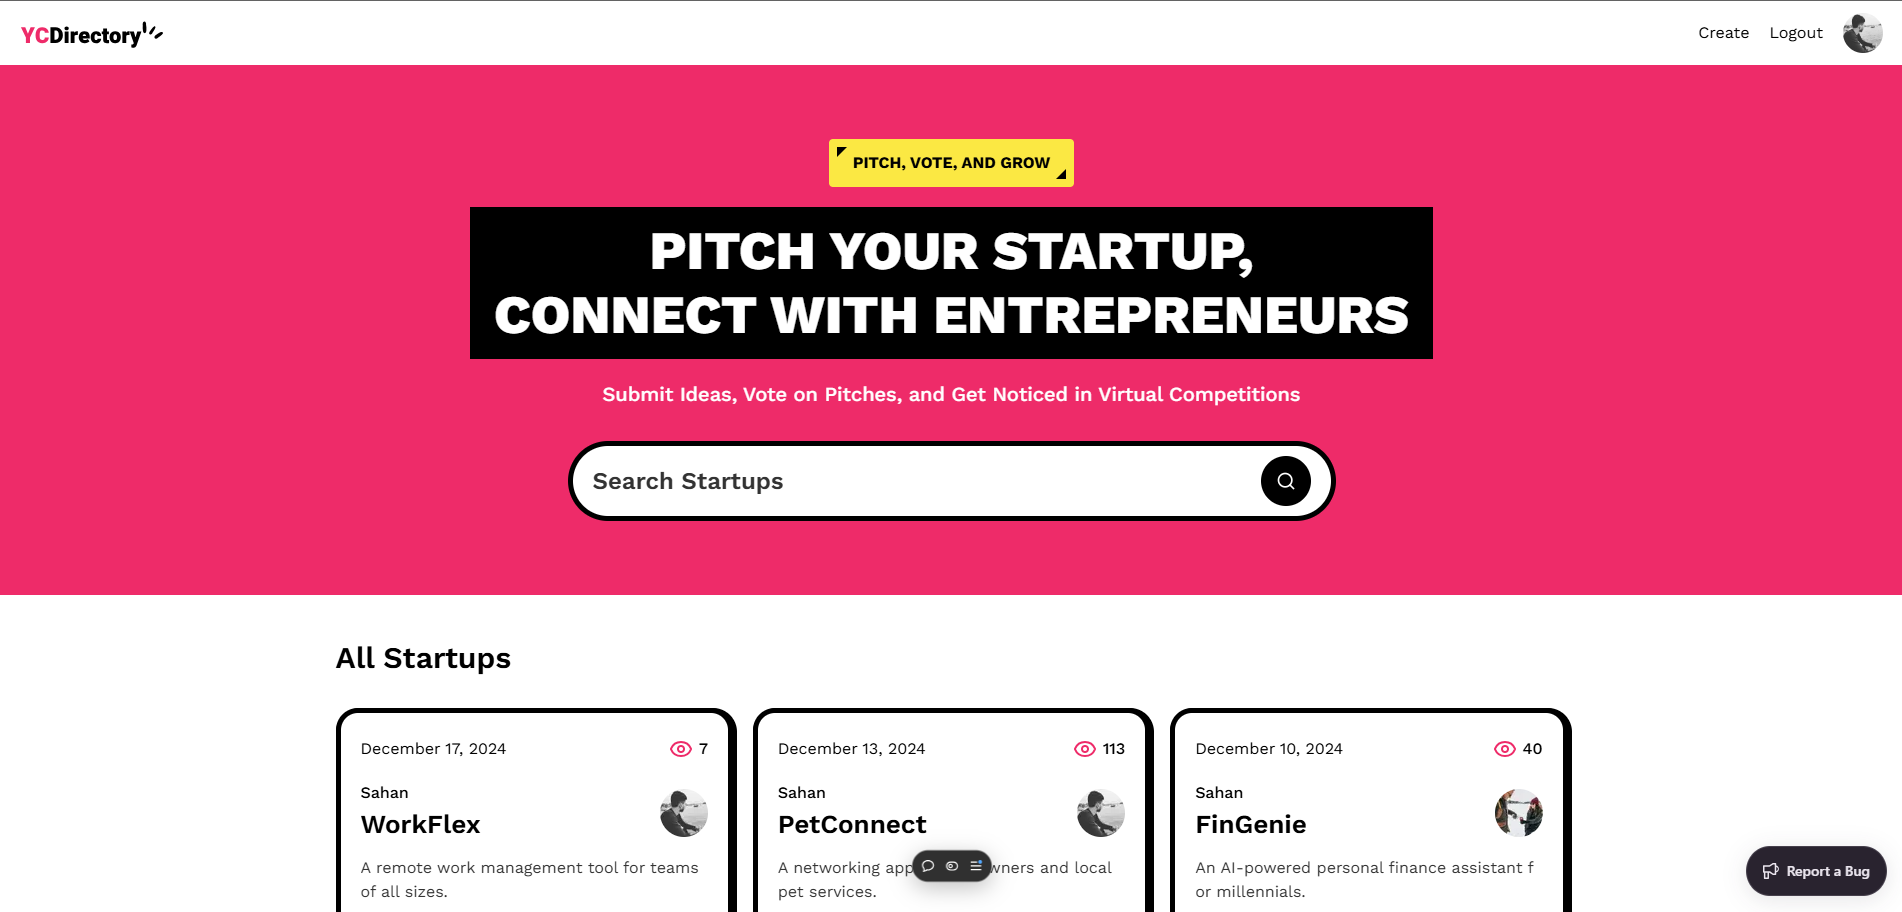 YCDirectory
Create
Logout
PITCH, VOTE, AND GROW
PITCH YOUR STARTUP,
CONNECT WITH ENTREPRENEURS
Submit Ideas, Vote on Pitches, and Get Noticed in Virtual Competitions
Search Startups
All Startups
December 17, 2024
7
Sahan
WorkFlex
A remote work management tool for teams
of all sizes.
December 13, 2024
113
Sahan
PetConnect
A networking app
pet services.
and local
December 10, 2024
40
Sahan
FinGenie
An AI-powered personal finance assistant f
or millennials.
Report a Bug